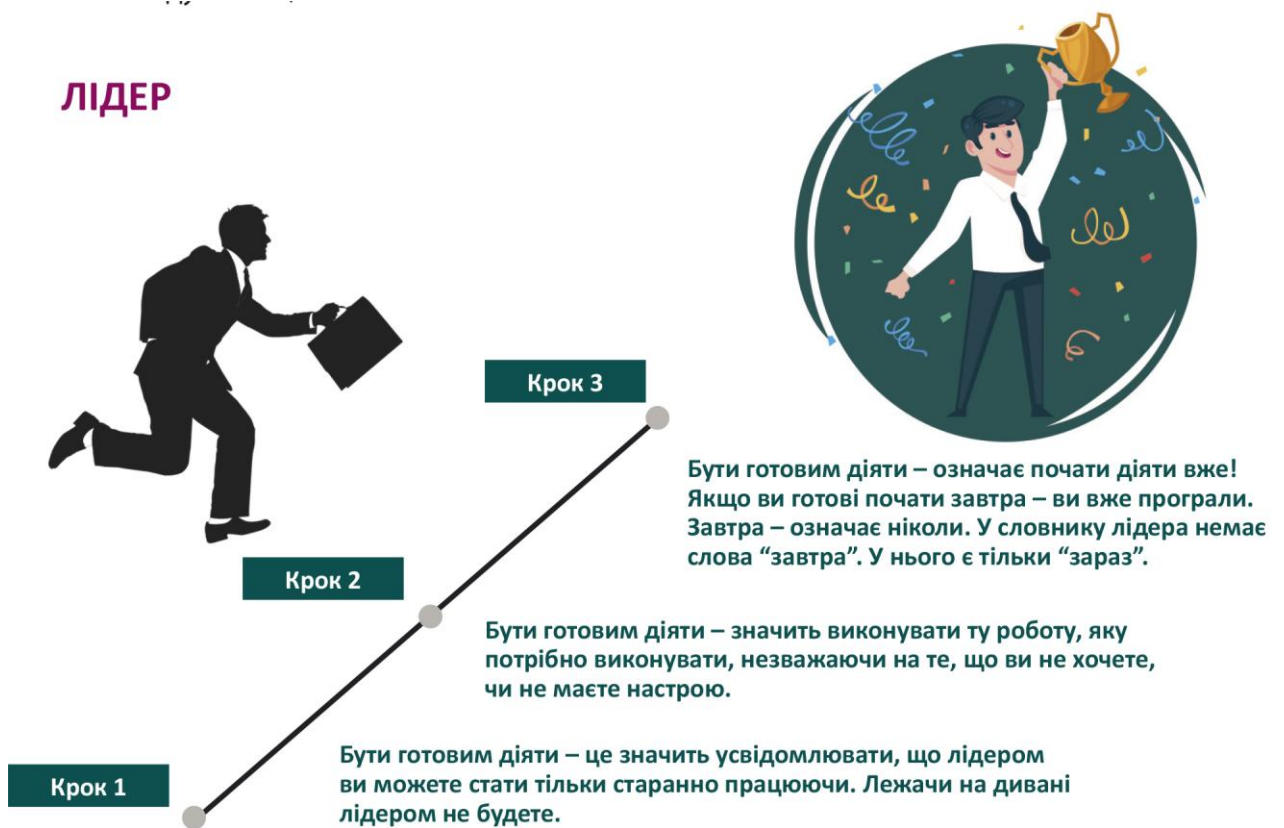 ЛІДЕР
Крок 3
Бути готовим діяти – означає почати діяти вже!
Якщо ви готові почати завтра – ви вже програли.
Завтра – означає ніколи. У словнику лідера немає
слова “завтра”. У нього є тільки “зараз”.
Крок 2
Бути готовим діяти – значить виконувати ту роботу, яку
потрібно виконувати, незважаючи на те, що ви не хочете,
чи не маєте настрою.
Крок 1
Бути готовим діяти – це значить усвідомлювати, що лідером
ви можете стати тільки старанно працюючи. Лежачи на дивані
лідером не будете.